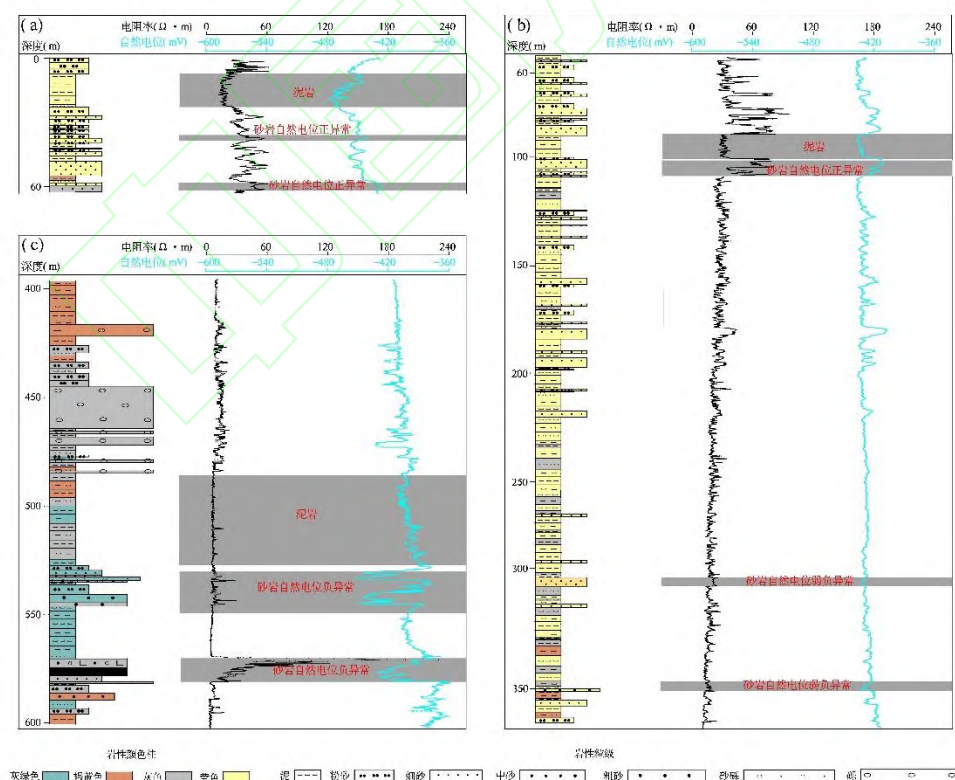 (a)
电阻率(Ω·m) 0 60 120 180 240
深度(m) 自然电位(mV) -600 -540 -480 -420 -360
0
泥岩
砂岩自然电位正异常
砂岩自然电位正异常
60
(b)
电阻率(Ω·m) 0 60 120 180 240
深度(m) 自然电位(mV) -600 -540 -480 -420 -360
60
泥岩
100
砂岩自然电位正异常
150
200
250
300
砂岩自然电位弱负异常
350
砂岩自然电位弱负异常
(c)
电阻率(Ω·m) 0 60 120 180 240
深度(m) 自然电位(mV) -600 -540 -480 -420 -360
400
450
500
泥岩
砂岩自然电位负异常
550
砂岩自然电位负异常
600
岩性颜色柱 岩性粒级
灰绿色 褐黄色 灰色 黄色 泥 粉砂 细砂 中砂 粗砂 砂砾 砾